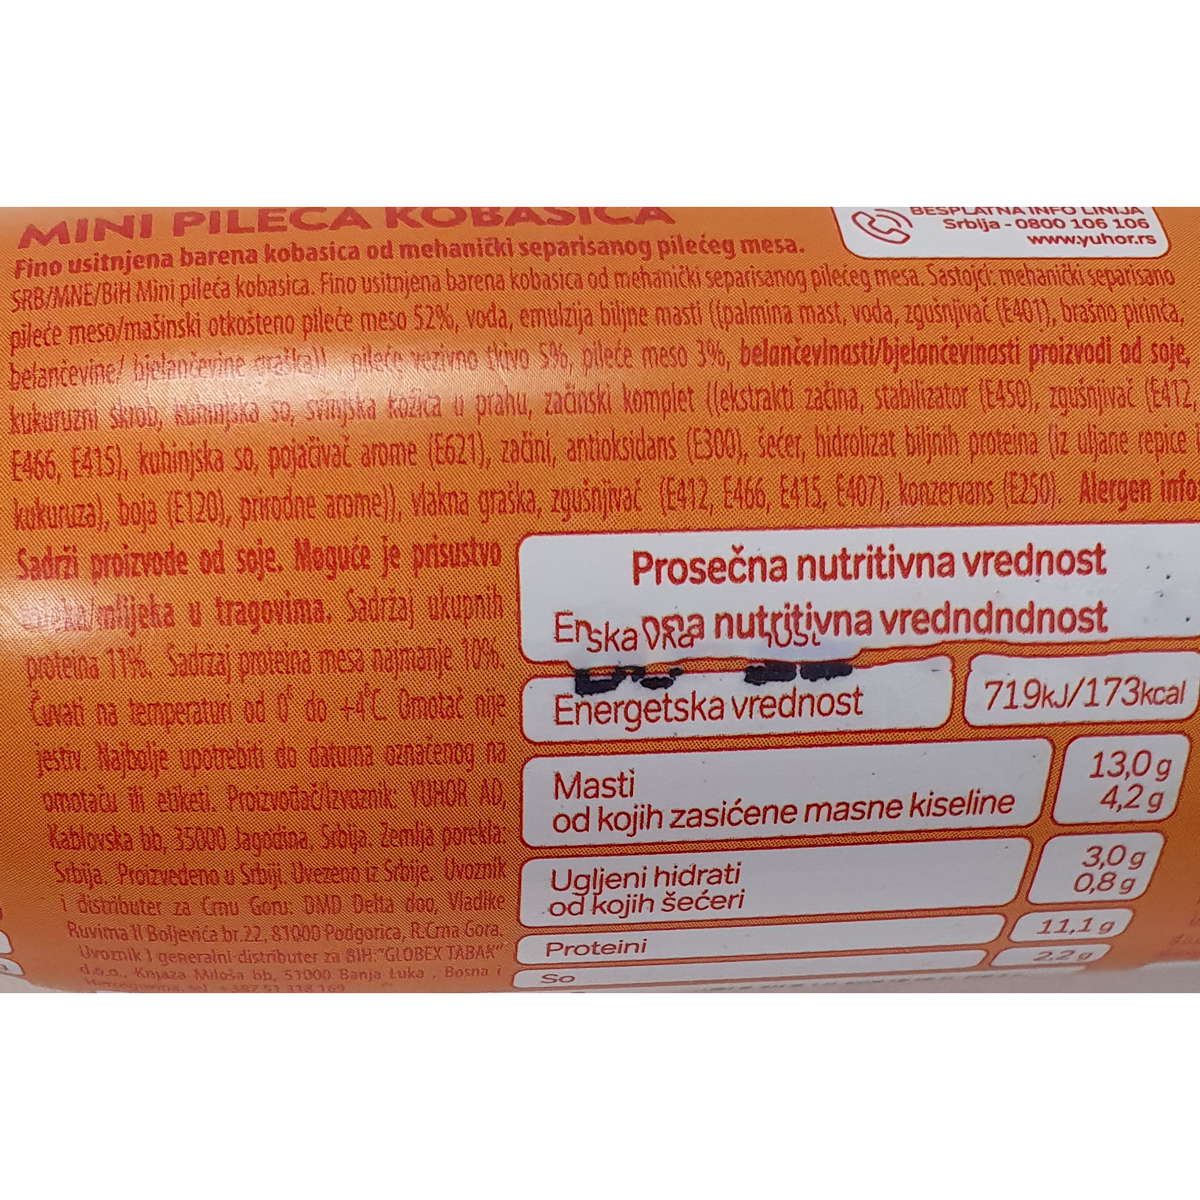 MINI PILEĆA KOBASICA
BESPLATNA INFO LINIJA
Srbija - 0800 106 106
www.yuhor.rs
Fino usitnjena barena kobasica od mehanički separisanog pilećeg mesa.
SRB/MNE/BiH Mini pileća kobasica. Fino usitnjena barena kobasica od mehanički separisanog pilećeg mesa. Sastojci: mehanički separisano
pileće meso/mašinski otkošteno pileće meso 52%, voda, emulzija biljne masti ((palmina mast, voda, zgušnjivač (E401), brašno pirinča,
belančevine/ bjelančevine graška)), pileće vezivno tkivo 5%, pileće meso 3%, belančevinasti/bjelančevinasti proizvodi od soje,
kukuruzni skrob, kuhinjska so, svinjska kožica u prahu, začinski komplet ((ekstrakti začina, stabilizator (E450), zgušnjivač (E412,
E466, E415), kuhinjska so, pojačivač arome (E621), začini, antioksidans (E300), šećer, hidrolizat biljnih proteina (iz uljane repice
kukuruza), boja (E120), prirodne arome)), vlakna graška, zgušnjivač (E412, E466, E415, E407), konzervans (E250). Alergen info:
Sadrži proizvode od soje. Moguće je prisustvo
mleka/mlijeka u tragovima. Sadržaj ukupnih
proteina 11%. Sadržaj proteina mesa najmanje 10%.
Čuvati na temperaturi od 0° do +4°C. Omotač nije
jestiv. Najbolje upotrebiti do datuma označenog na
omotaču ili etiketi. Proizvođač/Izvoznik: YUHOR AD,
Kablovska bb, 35000 Jagodina, Srbija. Zemlja porekla:
Srbija. Proizvedeno u Srbiji. Uvezeno iz Srbije. Uvoznik
i distributer za Crnu Goru: DMD Delta doo, Vladike
Ruvima II Boljevića br.22, 81000 Podgorica, R.Crna Gora.
Uvoznik I generalni distributer za BIH:"GLOBEX TABAK"
d.o.o., Knjaza Miloša bb, 51000 Banja Luka , Bosna i
Hercegovina, tel. +387 51 318 169
Prosečna nutritivna vrednost
nutritivna vredndndnost
Energetska vrednost 719kJ/173kcal
Masti 13,0 g
od kojih zasićene masne kiseline 4,2 g
Ugljeni hidrati 3,0 g
od kojih šećeri 0,8 g
Proteini 11,1 g
So 2,2 g